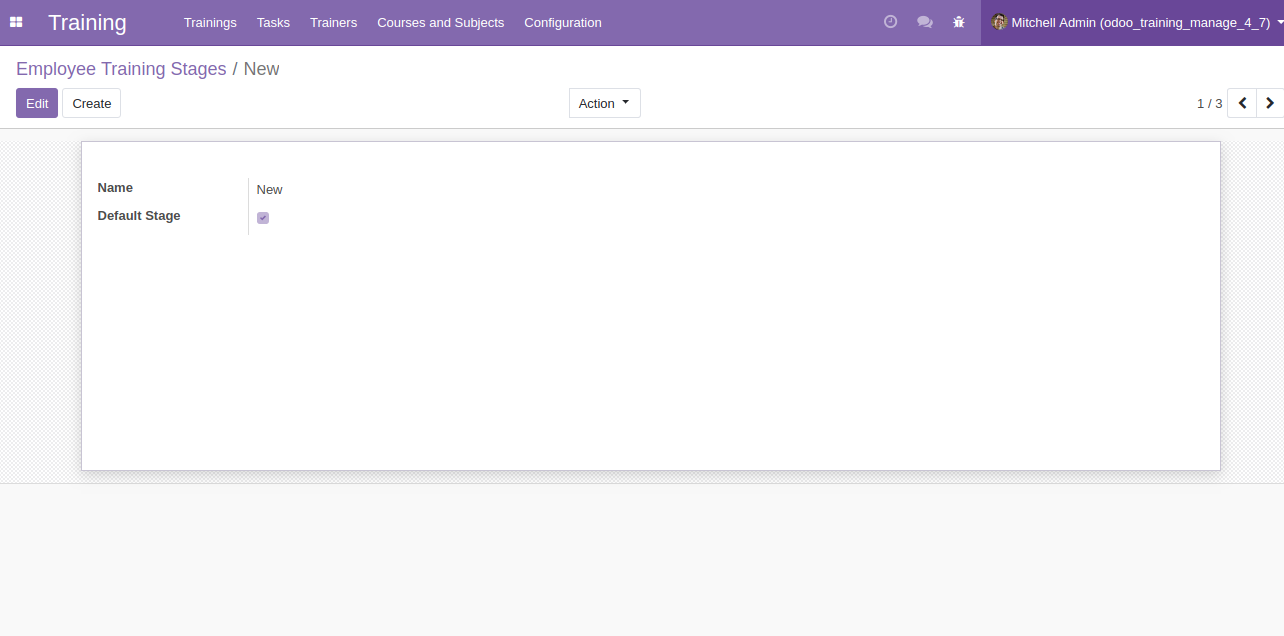 Training Trainings Tasks Trainers Courses and Subjects Configuration Mitchell Admin (odoo_training_manage_4_7)
Employee Training Stages / New
Edit Create Action 1 / 3
Name New
Default Stage